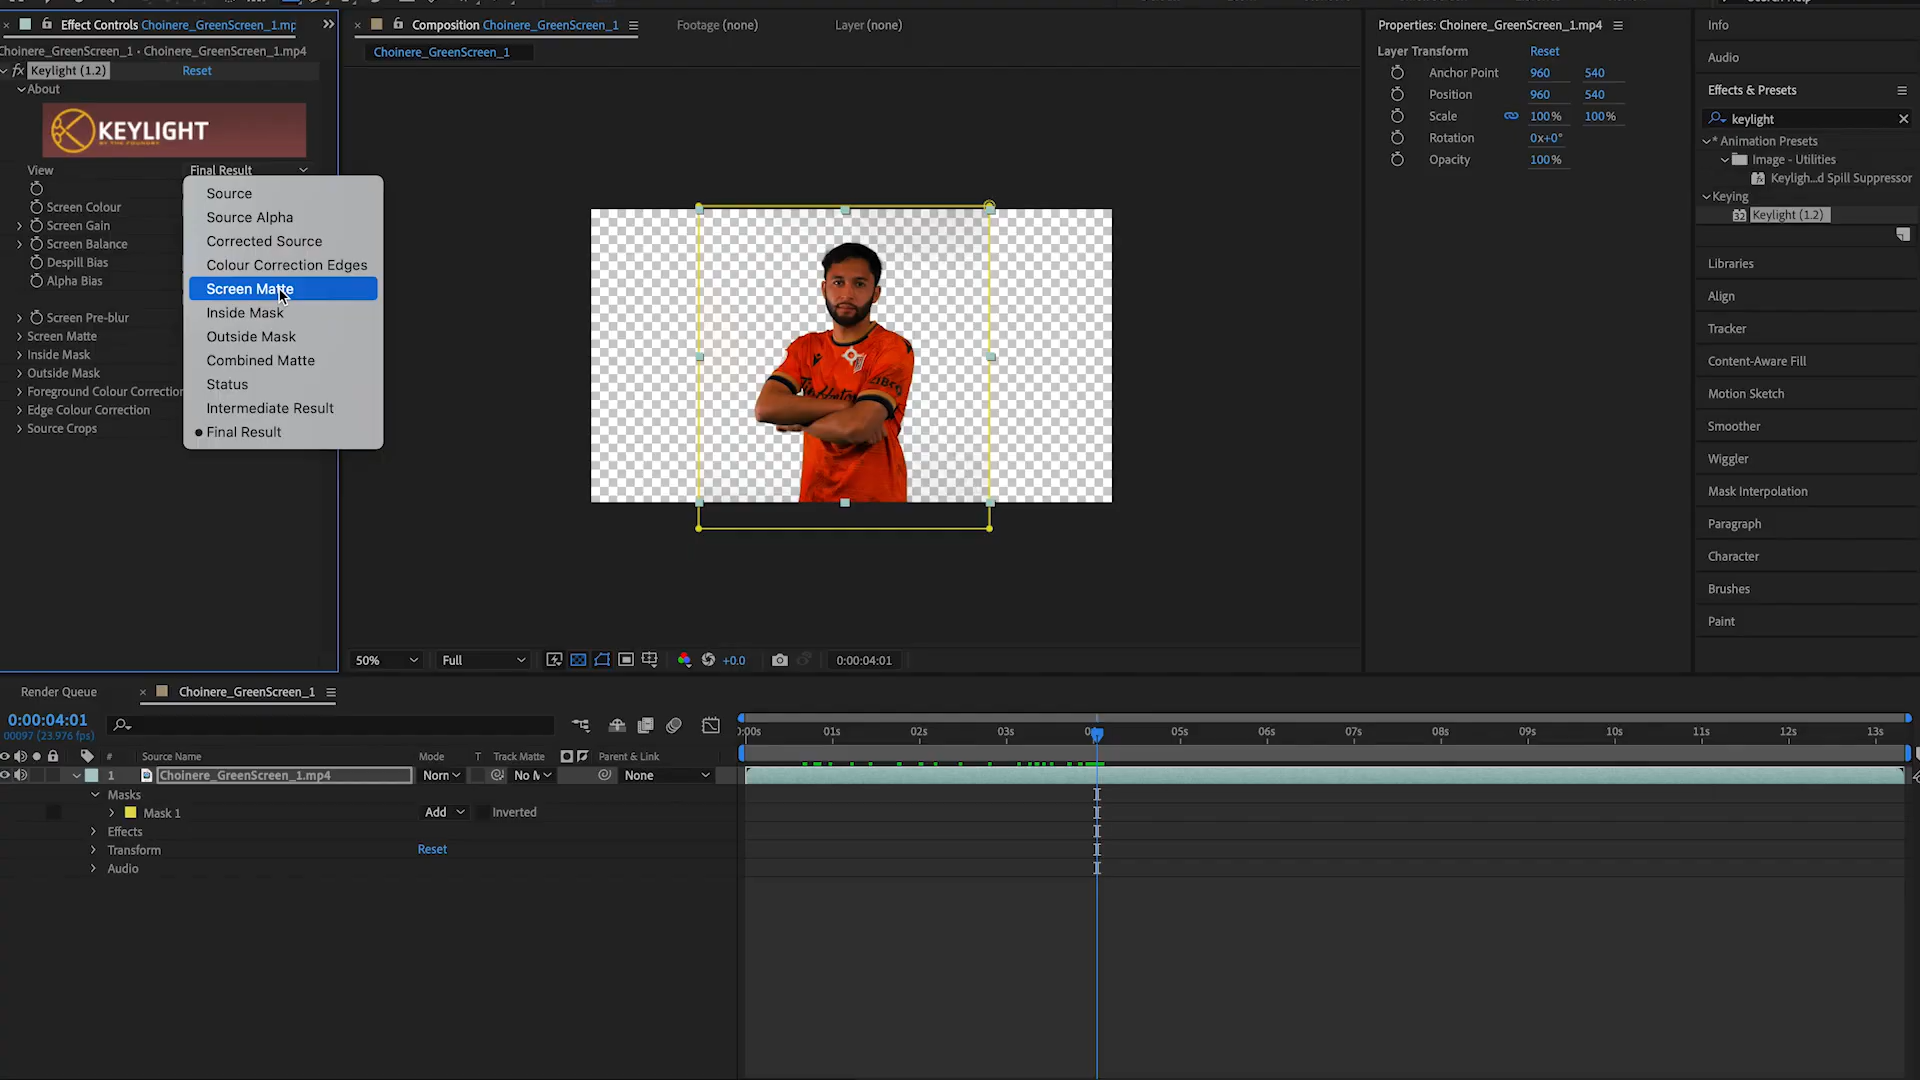 Effect Controls Choinere_GreenScreen_1.mp
Composition Choinere_GreenScreen_1
Footage (none)
Layer (none)
Properties: Choinere_GreenScreen_1.mp4
Info
Choinere_GreenScreen_1 • Choinere_GreenScreen_1.mp4
Choinere_GreenScreen_1
Layer Transform
Reset
Audio
fx Keylight (1.2)
Reset
Anchor Point 960 540
About
Position 960 540
Effects & Presets
KEYLIGHT
BY THE FOUNDRY
Scale 100% 100%
keylight
Rotation 0x+0°
* Animation Presets
Opacity 100%
Image - Utilities
View
Final Result
Keyligh...d Spill Suppressor
Keying
Source
Screen Colour
Source Alpha
32 Keylight (1.2)
Screen Gain
Screen Balance
Corrected Source
Despill Bias
Colour Correction Edges
Libraries
Alpha Bias
Screen Matte
Align
Screen Pre-blur
Inside Mask
Tracker
Screen Matte
Outside Mask
Inside Mask
Combined Matte
Content-Aware Fill
Outside Mask
Status
Motion Sketch
Foreground Colour Correction
Edge Colour Correction
Intermediate Result
Source Crops
Final Result
Smoother
Wiggler
Mask Interpolation
Paragraph
Character
Brushes
Paint
50%
Full
+0.0
0:00:04:01
Render Queue
Choinere_GreenScreen_1
0:00:04:01
00097 (23.976 fps)
:00s 01s 02s 03s 05s 06s 07s 08s 09s 10s 11s 12s 13s
# Source Name Mode T Track Matte Parent & Link
1 Choinere_GreenScreen_1.mp4 Norn No M None
Masks
Mask 1 Add Inverted
Effects
Transform Reset
Audio